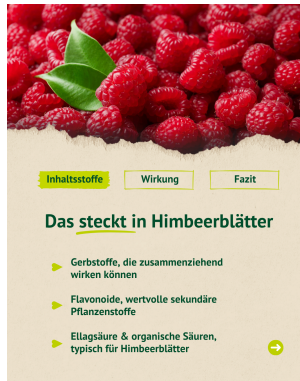 Inhaltsstoffe
Wirkung
Fazit
Das steckt in Himbeerblätter
Gerbstoffe, die zusammenziehend
wirken können
Flavonoide, wertvolle sekundäre
Pflanzenstoffe
Ellagsäure & organische Säuren,
typisch für Himbeerblätter